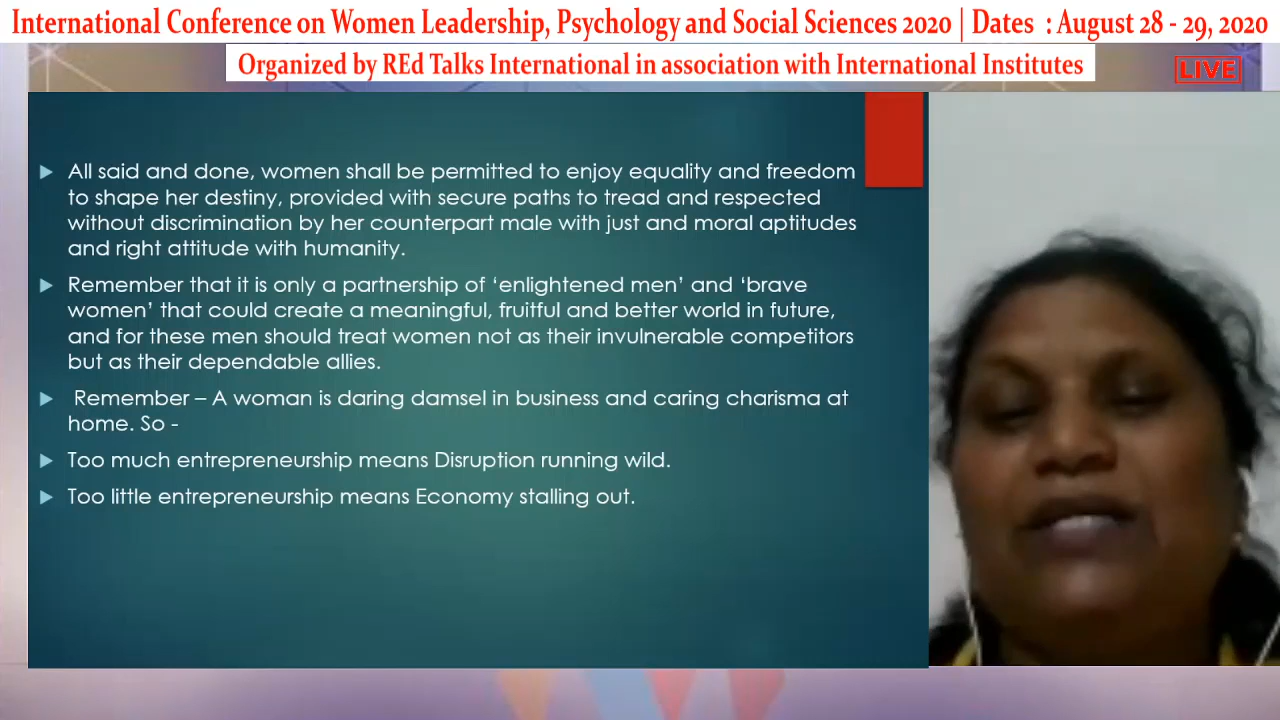 International Conference on Women Leadership, Psychology and Social Sciences 2020 | Dates : August 28 - 29, 2020
Organized by REd Talks International in association with International Institutes
LIVE
All said and done, women shall be permitted to enjoy equality and freedom
to shape her destiny, provided with secure paths to tread and respected
without discrimination by her counterpart male with just and moral aptitudes
and right attitude with humanity.
Remember that it is only a partnership of ‘enlightened men’ and ‘brave
women’ that could create a meaningful, fruitful and better world in future,
and for these men should treat women not as their invulnerable competitors
but as their dependable allies.
Remember – A woman is daring damsel in business and caring charisma at
home. So -
Too much entrepreneurship means Disruption running wild.
Too little entrepreneurship means Economy stalling out.